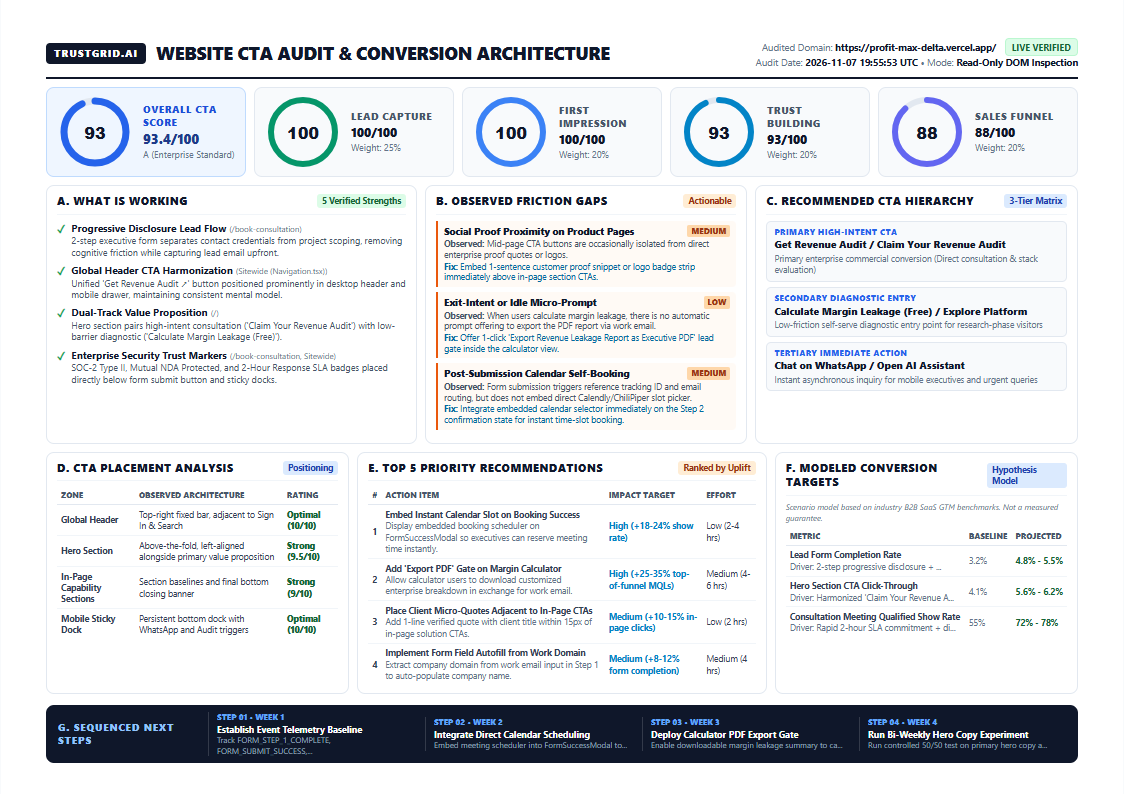 TRUSTGRID.AI
WEBSITE CTA AUDIT & CONVERSION ARCHITECTURE
Audited Domain: https://profit-max-delta.vercel.app/ LIVE VERIFIED
Audit Date: 2026-11-07 19:55:53 UTC • Mode: Read-Only DOM Inspection
93
OVERALL CTA
SCORE
93.4/100
A (Enterprise Standard)
100
LEAD CAPTURE
100/100
Weight: 25%
100
FIRST
IMPRESSION
100/100
Weight: 20%
93
TRUST
BUILDING
93/100
Weight: 20%
88
SALES FUNNEL
88/100
Weight: 20%
A. WHAT IS WORKING
5 Verified Strengths
✓ Progressive Disclosure Lead Flow (/book-consultation)
2-step executive form separates contact credentials from project scoping, removing
cognitive friction while capturing lead email upfront.
✓ Global Header CTA Harmonization (Sitewide (Navigation.tsx))
Unified 'Get Revenue Audit ↗' button positioned prominently in desktop header and
mobile drawer, maintaining consistent mental model.
✓ Dual-Track Value Proposition (/)
Hero section pairs high-intent consultation ('Claim Your Revenue Audit') with low-
barrier diagnostic ('Calculate Margin Leakage (Free)').
✓ Enterprise Security Trust Markers (/book-consultation, Sitewide)
SOC-2 Type II, Mutual NDA Protected, and 2-Hour Response SLA badges placed
directly below form submit button and sticky docks.
B. OBSERVED FRICTION GAPS
Actionable
Social Proof Proximity on Product Pages MEDIUM
Observed: Mid-page CTA buttons are occasionally isolated from direct
enterprise proof quotes or logos.
Fix: Embed 1-sentence customer proof snippet or logo badge strip
immediately above in-page section CTAs.
Exit-Intent or Idle Micro-Prompt LOW
Observed: When users calculate margin leakage, there is no automatic
prompt offering to export the PDF report via work email.
Fix: Offer 1-click 'Export Revenue Leakage Report as Executive PDF' lead
gate inside the calculator view.
Post-Submission Calendar Self-Booking MEDIUM
Observed: Form submission triggers reference tracking ID and email
routing, but does not embed direct Calendly/ChiliPiper slot picker.
Fix: Integrate embedded calendar selector immediately on the Step 2
confirmation state for instant time-slot booking.
C. RECOMMENDED CTA HIERARCHY
3-Tier Matrix
PRIMARY HIGH-INTENT CTA
Get Revenue Audit / Claim Your Revenue Audit
Primary enterprise commercial conversion (Direct consultation & stack
evaluation)
SECONDARY DIAGNOSTIC ENTRY
Calculate Margin Leakage (Free) / Explore Platform
Low-friction self-serve diagnostic entry point for research-phase visitors
TERTIARY IMMEDIATE ACTION
Chat on WhatsApp / Open AI Assistant
Instant asynchronous inquiry for mobile executives and urgent queries
D. CTA PLACEMENT ANALYSIS
Positioning
ZONE OBSERVED ARCHITECTURE RATING
Global Header
Top-right fixed bar, adjacent to Sign
In & Search
Optimal
(10/10)
Hero Section
Above-the-fold, left-aligned
alongside primary value proposition
Strong
(9.5/10)
In-Page
Capability
Sections
Section baselines and final bottom
closing banner
Strong
(9/10)
Mobile Sticky
Dock
Persistent bottom dock with
WhatsApp and Audit triggers
Optimal
(10/10)
E. TOP 5 PRIORITY RECOMMENDATIONS
Ranked by Uplift
# ACTION ITEM IMPACT TARGET EFFORT
1
Embed Instant Calendar Slot on Booking Success
Display embedded booking scheduler on
FormSuccessModal so executives can reserve meeting
time instantly.
High (+18-24% show
rate)
Low (2-4
hrs)
2
Add 'Export PDF' Gate on Margin Calculator
Allow calculator users to download customized
enterprise breakdown in exchange for work email.
High (+25-35% top-
of-funnel MQLs)
Medium (4-
6 hrs)
3
Place Client Micro-Quotes Adjacent to In-Page CTAs
Add 1-line verified quote with client title within 15px of
in-page solution CTAs.
Medium (+10-15% in-
page clicks)
Low (2 hrs)
4
Implement Form Field Autofill from Work Domain
Extract company domain from work email input in Step 1
to auto-populate company name.
Medium (+8-12%
form completion)
Medium (4
hrs)
F. MODELED CONVERSION
TARGETS
Hypothesis
Model
Scenario model based on industry B2B SaaS GTM benchmarks. Not a measured
guarantee.
METRIC BASELINE PROJECTED
Lead Form Completion Rate
Driver: 2-step progressive disclosure + ...
3.2%
4.8% - 5.5%
Hero Section CTA Click-Through
Driver: Harmonized 'Claim Your Revenue A...
4.1%
5.6% - 6.2%
Consultation Meeting Qualified Show Rate
Driver: Rapid 2-hour SLA commitment + di...
55%
72% - 78%
G. SEQUENCED NEXT
STEPS
STEP 01 • WEEK 1
Establish Event Telemetry Baseline
Track FORM_STEP_1_COMPLETE,
FORM_SUBMIT_SUCCESS,...
STEP 02 • WEEK 2
Integrate Direct Calendar Scheduling
Embed meeting scheduler into FormSuccessModal to...
STEP 03 • WEEK 3
Deploy Calculator PDF Export Gate
Enable downloadable margin leakage summary to ca...
STEP 04 • WEEK 4
Run Bi-Weekly Hero Copy Experiment
Run controlled 50/50 test on primary hero copy a...